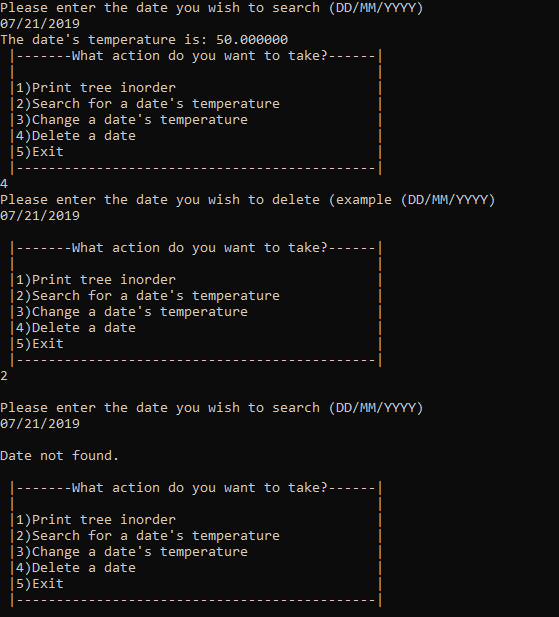 Please enter the date you wish to search (DD/MM/YYYY)
07/21/2019
The date's temperature is: 50.000000
|-------What action do you want to take?------|
|                                             |
|1)Print tree inorder                         |
|2)Search for a date's temperature            |
|3)Change a date's temperature                |
|4)Delete a date                              |
|5)Exit                                       |
|---------------------------------------------|
4
Please enter the date you wish to delete (example (DD/MM/YYYY)
07/21/2019
|-------What action do you want to take?------|
|                                             |
|1)Print tree inorder                         |
|2)Search for a date's temperature            |
|3)Change a date's temperature                |
|4)Delete a date                              |
|5)Exit                                       |
|---------------------------------------------|
2
Please enter the date you wish to search (DD/MM/YYYY)
07/21/2019
Date not found.
|-------What action do you want to take?------|
|                                             |
|1)Print tree inorder                         |
|2)Search for a date's temperature            |
|3)Change a date's temperature                |
|4)Delete a date                              |
|5)Exit                                       |
|---------------------------------------------|